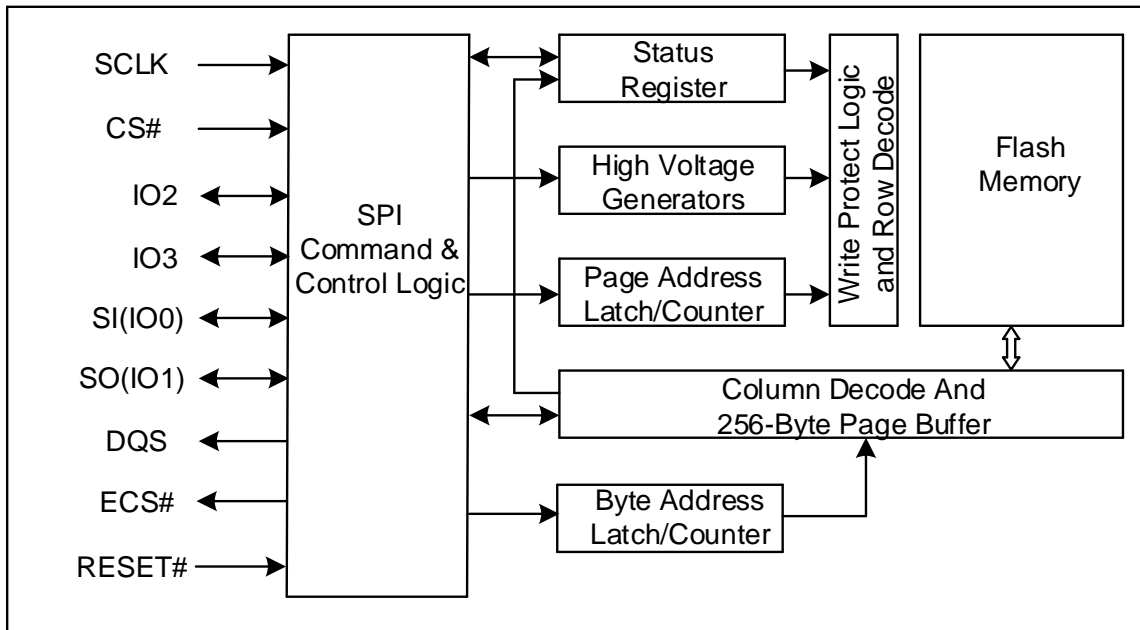 SCLK
CS#
IO2
IO3
SI(IO0)
SO(IO1)
DQS
ECS#
RESET#
SPI
Command &
Control Logic
Status
Register
High Voltage
Generators
Page Address
Latch/Counter
Write Protect Logic
and Row Decode
Flash
Memory
Column Decode And
256-Byte Page Buffer
Byte Address
Latch/Counter